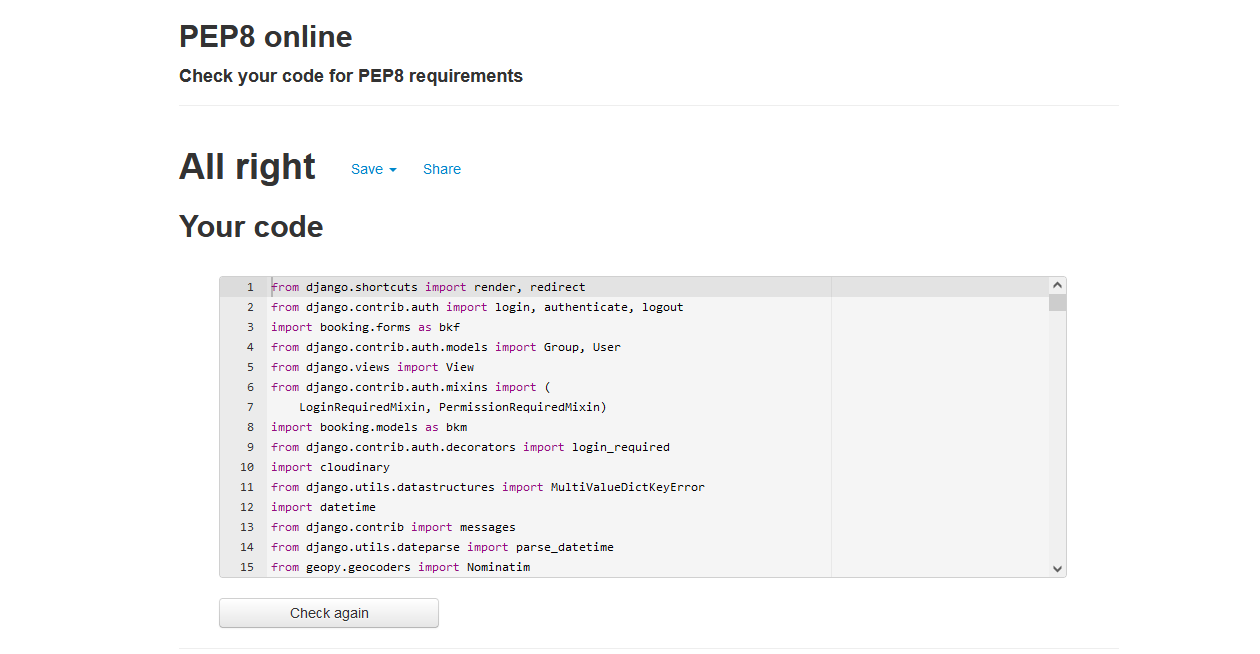 PEP8 online
Check your code for PEP8 requirements
All right Save Share
Your code
1 from django.shortcuts import render, redirect
2 from django.contrib.auth import login, authenticate, logout
3 import booking.forms as bkf
4 from django.contrib.auth.models import Group, User
5 from django.views import View
6 from django.contrib.auth.mixins import (
7     LoginRequiredMixin, PermissionRequiredMixin)
8 import booking.models as bkm
9 from django.contrib.auth.decorators import login_required
10 import cloudinary
11 from django.utils.datastructures import MultiValueDictKeyError
12 import datetime
13 from django.contrib import messages
14 from django.utils.dateparse import parse_datetime
15 from geopy.geocoders import Nominatim
Check again